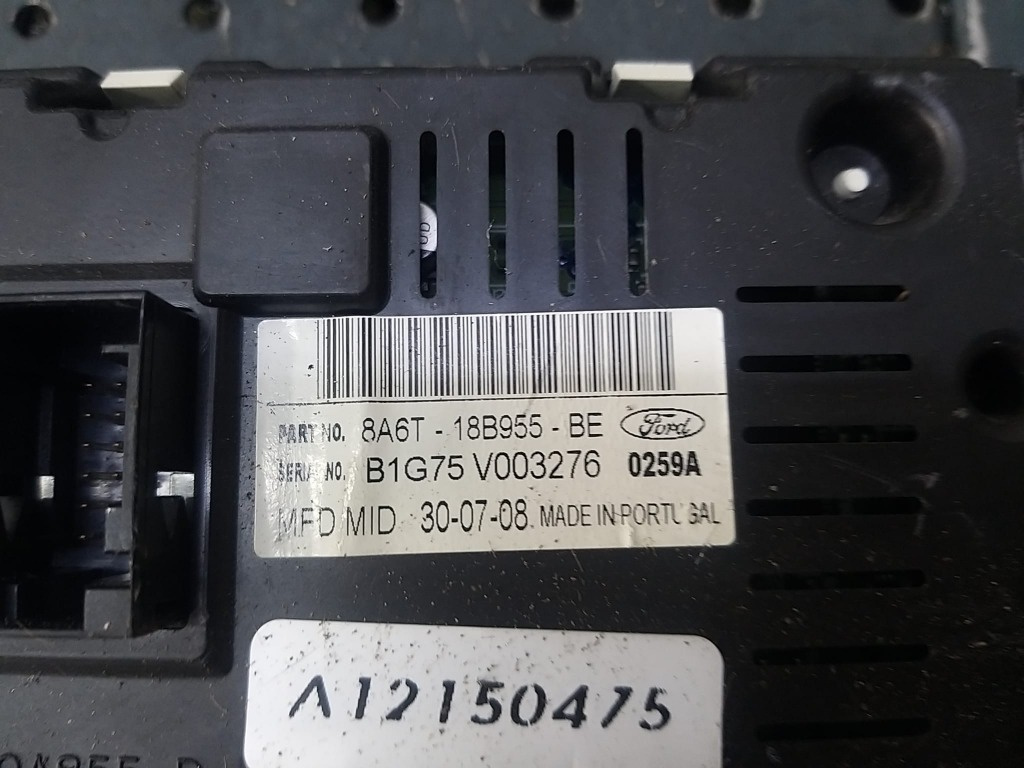 PART NO. 8A6T - 18B955 - BE Ford
SERIAL NO. B1G75 V003276 0259A
MFD MID 30-07-08 MADE IN PORTUGAL
A12150475